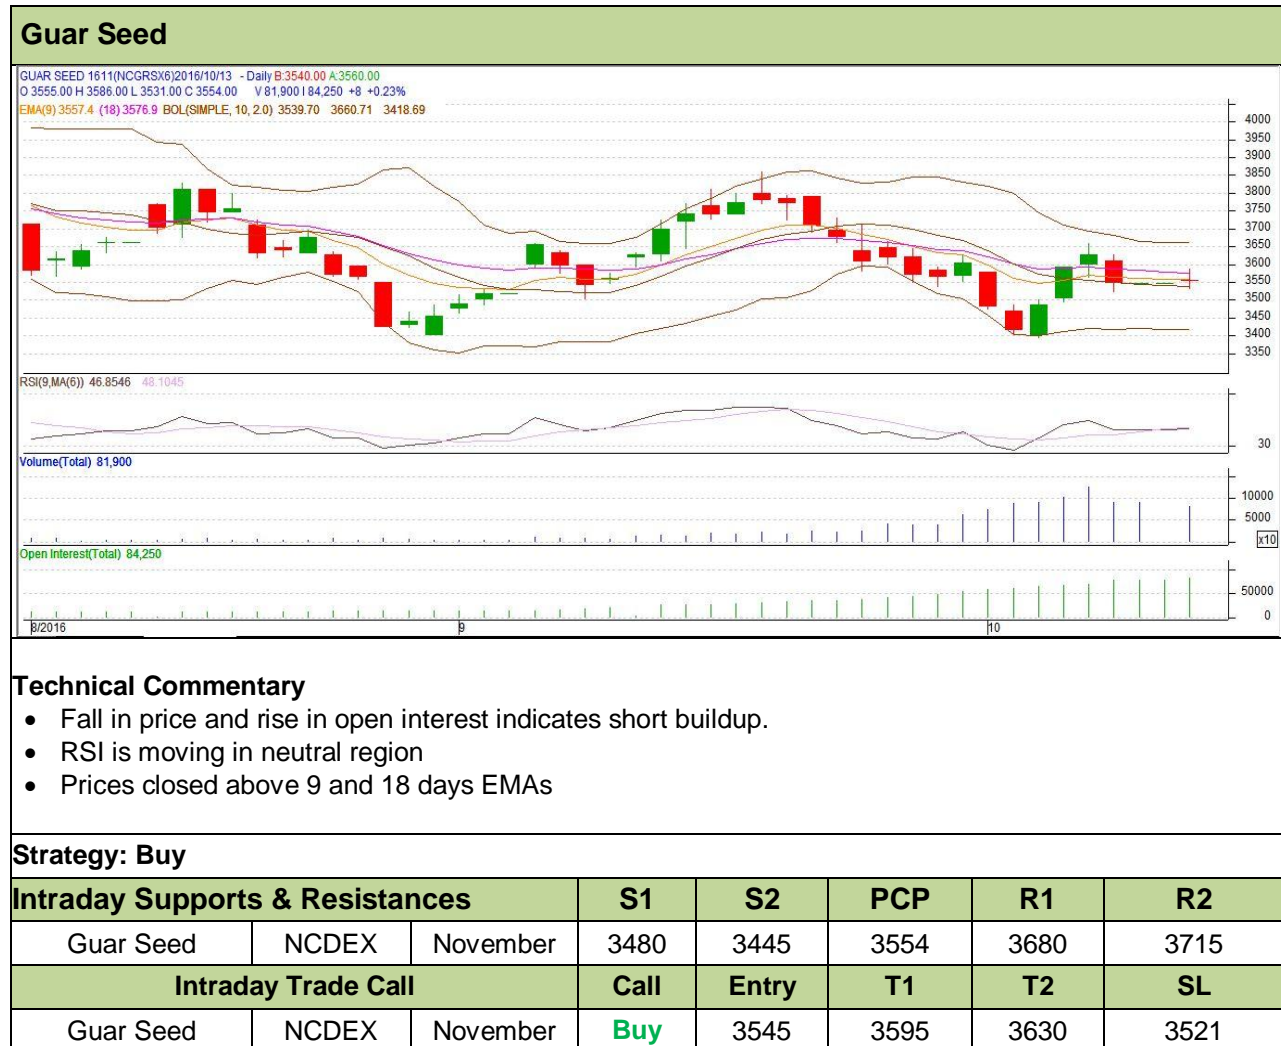 Guar Seed
GUAR SEED 1611(NCGRSX6)2016/10/13 - Daily B:3540.00 A:3560.00
O 3555.00 H 3586.00 L 3531.00 C 3554.00 V 81,900 I 84,250 +8 +0.23%
EMA(9) 3557.4 (18) 3576.9 BOL(SIMPLE, 10, 2.0) 3539.70 3660.71 3418.69
4000
3950
3900
3850
3800
3750
3700
3650
3600
3550
3500
3450
3400
3350
RSI(9,MA(6)) 46.8546 48.1045
30
Volume(Total) 81,900
10000
5000
x10
Open Interest(Total) 84,250
50000
0
8/2016 9 10
Technical Commentary
• Fall in price and rise in open interest indicates short buildup.
• RSI is moving in neutral region
• Prices closed above 9 and 18 days EMAs
Strategy: Buy
Intraday Supports & Resistances S1 S2 PCP R1 R2
Guar Seed NCDEX November 3480 3445 3554 3680 3715
Intraday Trade Call Call Entry T1 T2 SL
Guar Seed NCDEX November Buy 3545 3595 3630 3521